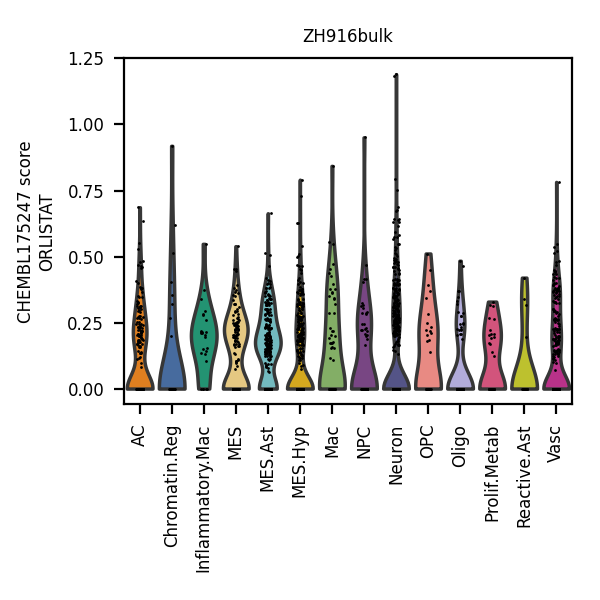 ZH916bulk
CHEMBL175247 score
ORLISTAT
1.25
1.00
0.75
0.50
0.25
0.00
AC
Chromatin.Reg
Inflammatory.Mac
MES
MES.Ast
MES.Hyp
Mac
NPC
Neuron
OPC
Oligo
Prolif.Metab
Reactive.Ast
Vasc